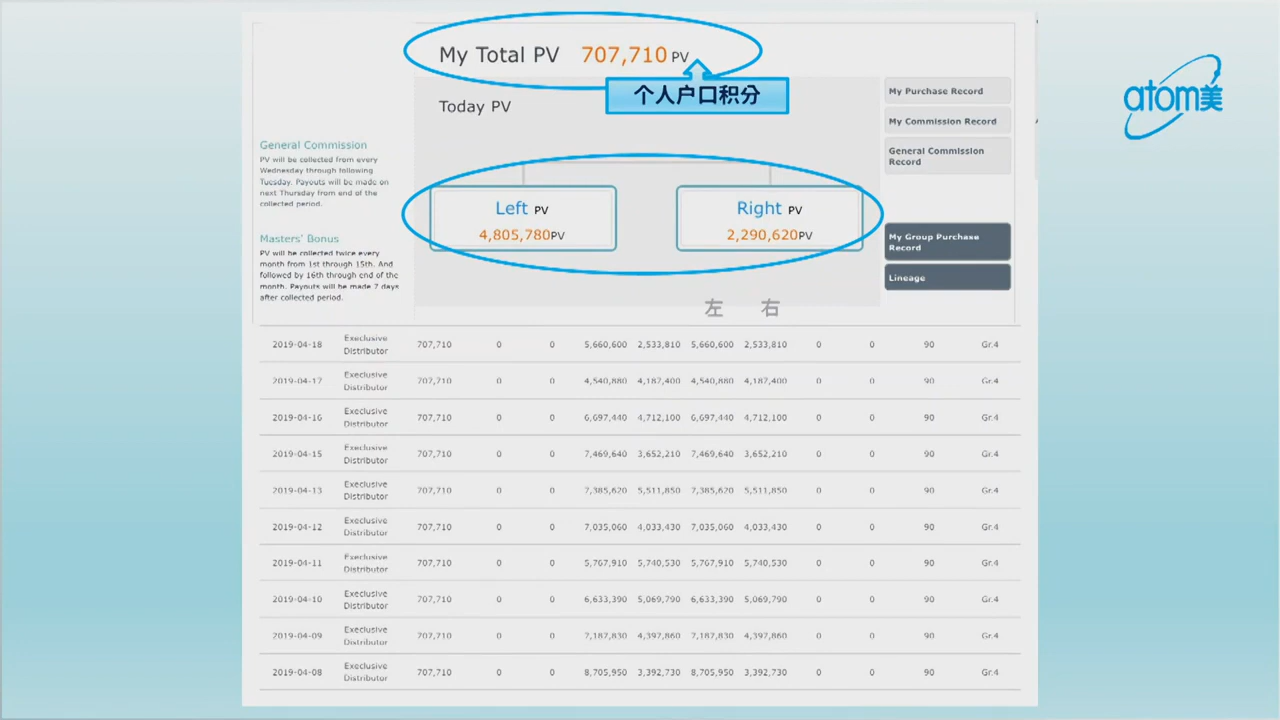 My Total PV 707,710 PV
个人户口积分
Today PV
atom美
My Purchase Record
My Commission Record
General Commission
Record
General Commission
PV will be collected from every
Wednesday through following
Tuesday. Payouts will be made on
next Thursday from end of the
collected period.
Left PV
4,805,780PV
Right PV
2,290,620PV
Masters' Bonus
PV will be collected twice every
month from 1st through 15th. And
followed by 16th through end of the
month. Payouts will be made 7 days
after collected period.
My Group Purchase
Record
Lineage
左 右
2019-04-18 Execlusive Distributor 707,710 0 0 5,660,600 2,533,810 5,660,600 2,533,810 0 0 90 Gr.4
2019-04-17 Execlusive Distributor 707,710 0 0 4,540,880 4,187,400 4,540,880 4,187,400 0 0 90 Gr.4
2019-04-16 Execlusive Distributor 707,710 0 0 6,697,440 4,712,100 6,697,440 4,712,100 0 0 90 Gr.4
2019-04-15 Execlusive Distributor 707,710 0 0 7,469,640 3,652,210 7,469,640 3,652,210 0 0 90 Gr.4
2019-04-13 Execlusive Distributor 707,710 0 0 7,385,620 5,511,850 7,385,620 5,511,850 0 0 90 Gr.4
2019-04-12 Execlusive Distributor 707,710 0 0 7,035,060 4,033,430 7,035,060 4,033,430 0 0 90 Gr.4
2019-04-11 Execlusive Distributor 707,710 0 0 5,767,910 5,740,530 5,767,910 5,740,530 0 0 90 Gr.4
2019-04-10 Execlusive Distributor 707,710 0 0 6,633,390 5,069,790 6,633,390 5,069,790 0 0 90 Gr.4
2019-04-09 Execlusive Distributor 707,710 0 0 7,187,830 4,397,860 7,187,830 4,397,860 0 0 90 Gr.4
2019-04-08 Execlusive Distributor 707,710 0 0 8,705,950 3,392,730 8,705,950 3,392,730 0 0 90 Gr.4